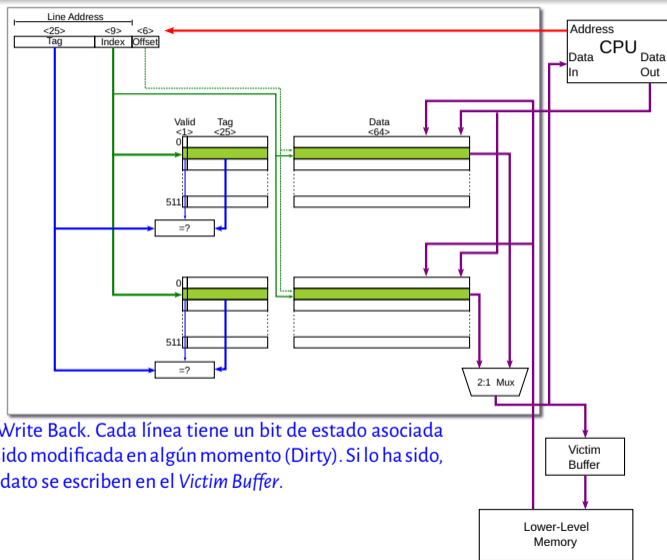 Line Address
<25> <9> <6>
Tag Index Offset
Address
CPU
Data In
Data Out
Valid <1>
Tag <25>
Data <64>
0
511
=?
0
511
=?
2:1 Mux
Write Back. Cada línea tiene un bit de estado asociada
ido modificada en algún momento (Dirty). Si lo ha sido,
dato se escriben en el Victim Buffer.
Victim Buffer
Lower-Level Memory